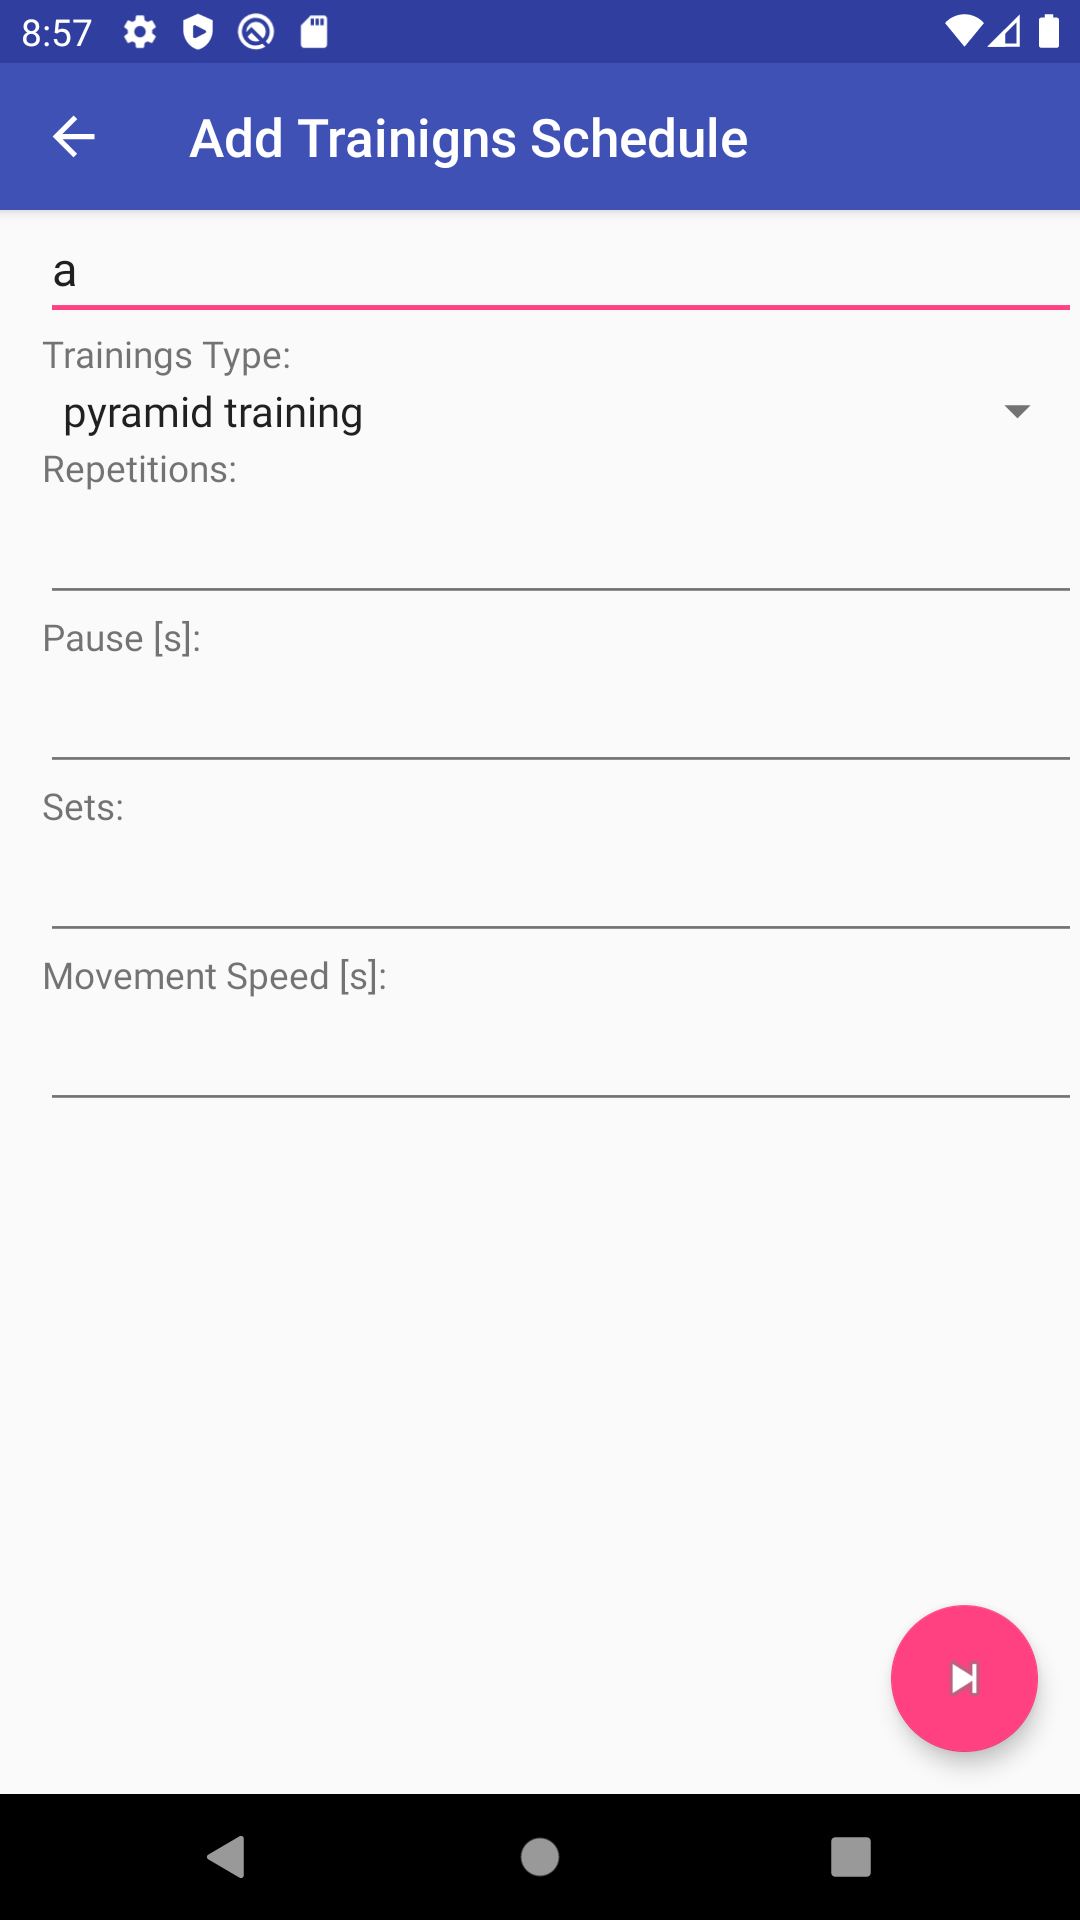 8:57
Add Trainigns Schedule
a
Trainings Type:
pyramid training
Repetitions:
Pause [s]:
Sets:
Movement Speed [s]: